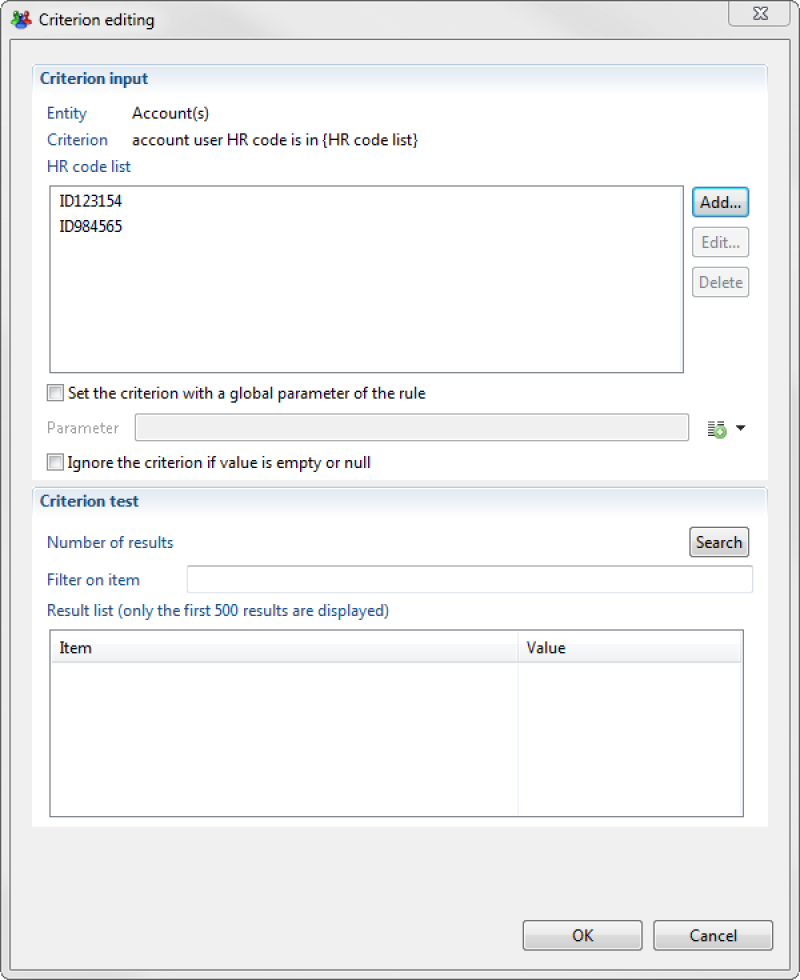 Criterion editing
Criterion input
Entity Account(s)
Criterion account user HR code is in {HR code list}
HR code list
ID123154
ID984565
Add...
Edit...
Delete
Set the criterion with a global parameter of the rule
Parameter
Ignore the criterion if value is empty or null
Criterion test
Number of results Search
Filter on item
Result list (only the first 500 results are displayed)
Item Value
OK Cancel